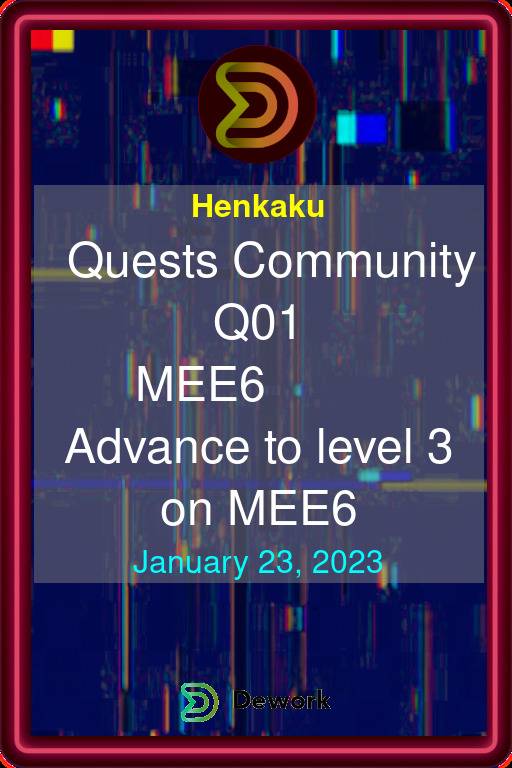 Henkaku
Quests Community
Q01
MEE6
Advance to level 3
on MEE6
January 23, 2023
Dework